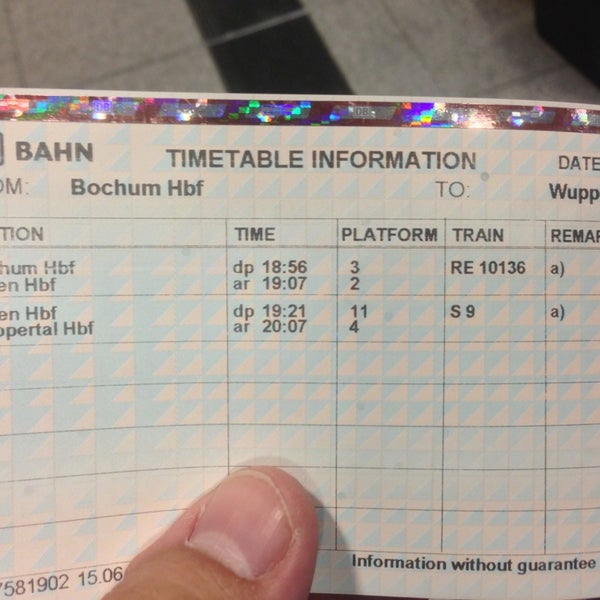 BAHN TIMETABLE INFORMATION DATE
OM: Bochum Hbf TO: Wupp
TION TIME PLATFORM TRAIN REMAR
hum Hbf dp 18:56 3 RE 10136 a)
en Hbf ar 19:07 2
en Hbf dp 19:21 11 S 9 a)
ppertal Hbf ar 20:07 4
Information without guarantee
7581902 15.06